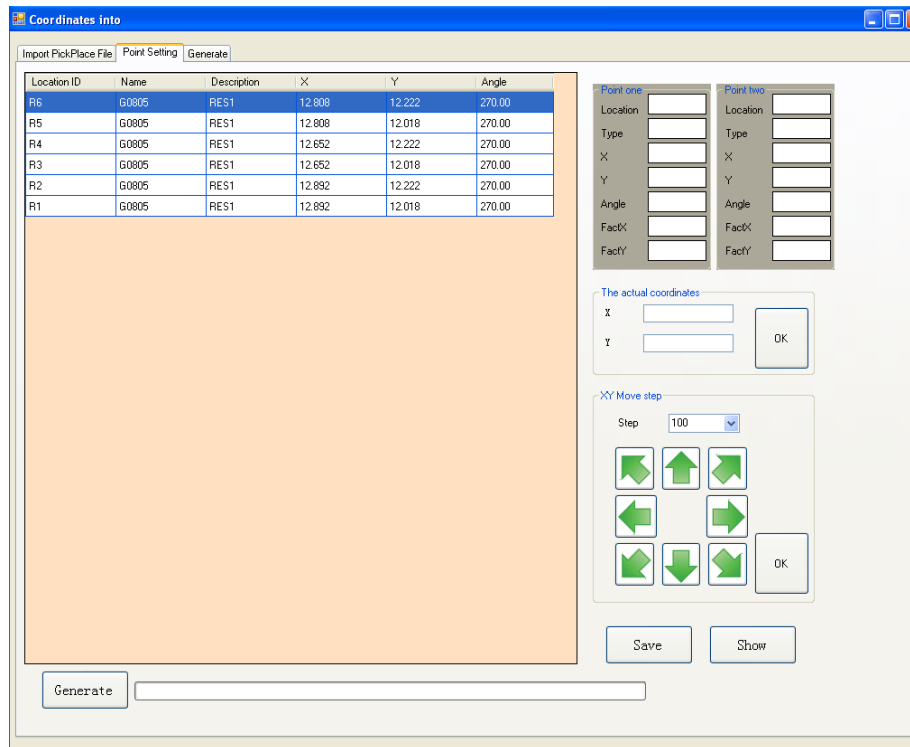 Coordinates into
Import PickPlace File Point Setting Generate
Location ID Name Description X Y Angle
R6 G0805 RES1 12.808 12.222 270.00
R5 G0805 RES1 12.808 12.018 270.00
R4 G0805 RES1 12.652 12.222 270.00
R3 G0805 RES1 12.652 12.018 270.00
R2 G0805 RES1 12.892 12.222 270.00
R1 G0805 RES1 12.892 12.018 270.00
Point one
Location
Type
X
Y
Angle
FactX
FactY
Point two
Location
Type
X
Y
Angle
FactX
FactY
The actual coordinates
X
Y
OK
XY Move step
Step 100
OK
Save Show
Generate